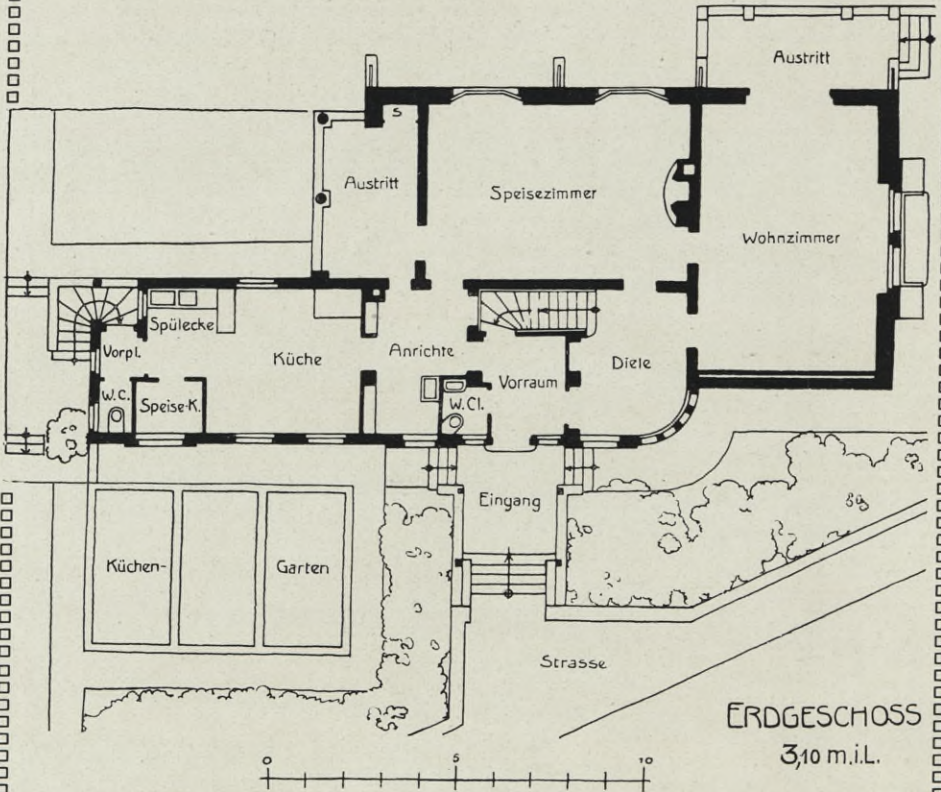 Austritt
s
Austritt
Speisezimmer
Wohnzimmer
Spülecke
Vorpl.
Küche
Anrichte
Diele
Vorraum
W.C.
Speise-K.
W.Cl.
Eingang
Küchen-
Garten
Strasse
ERDGESCHOSS
3,10 m.i.L.
0 5 10